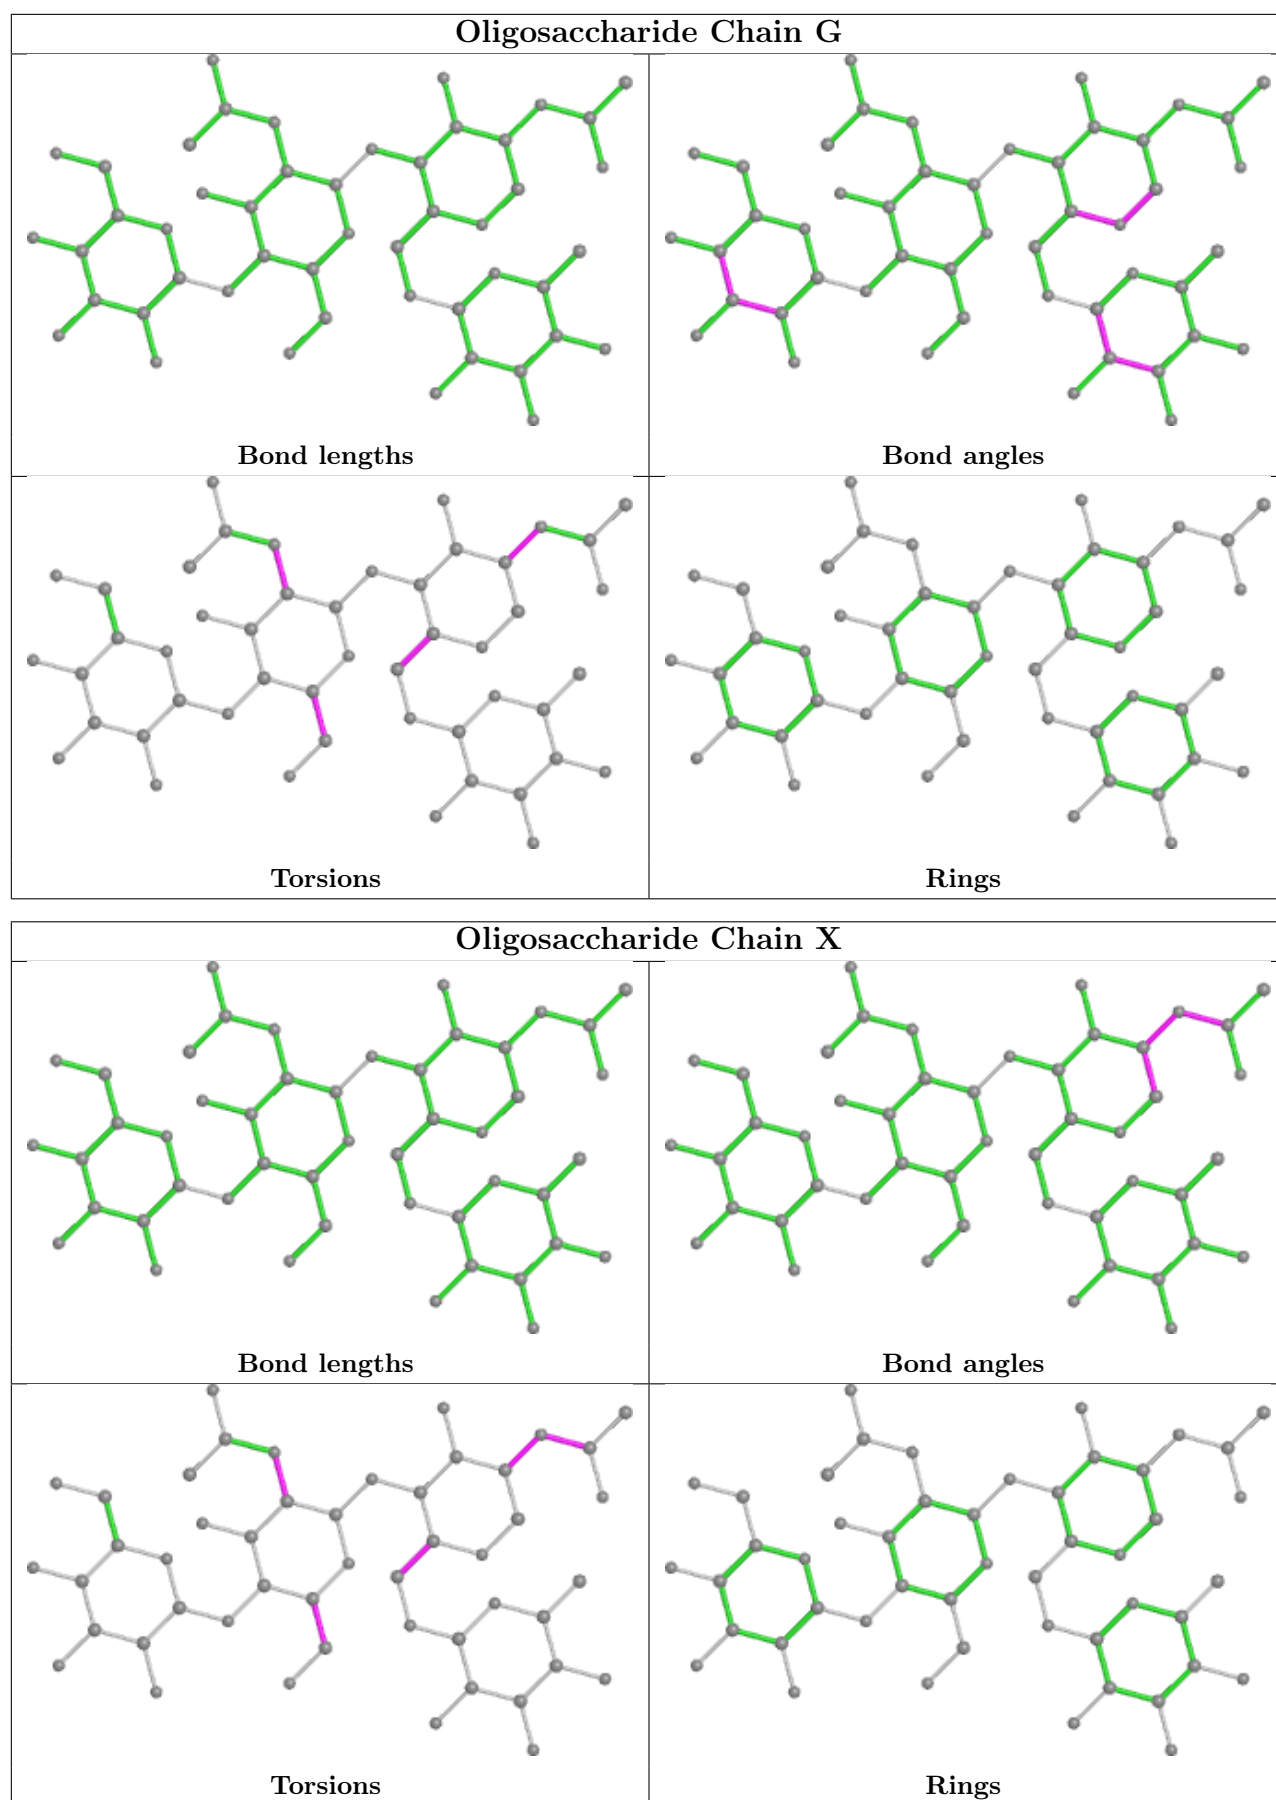 Oligosaccharide Chain G
Bond lengths
Bond angles
Torsions
Rings
Oligosaccharide Chain X
Bond lengths
Bond angles
Torsions
Rings